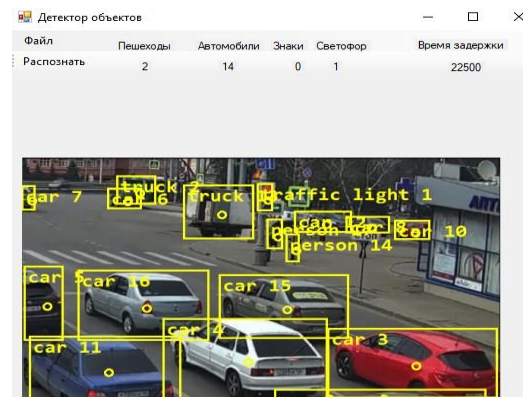 Детектор объектов
Файл
Пешеходы Автомобили Знаки Светофор Время задержки
Распознать
2 14 0 1 22500
car 7
truck 2
car 6
truck
traffic light 1
car 12
car 10
person 14
car 5
car 16
car 15
car 4
car 3
car 11